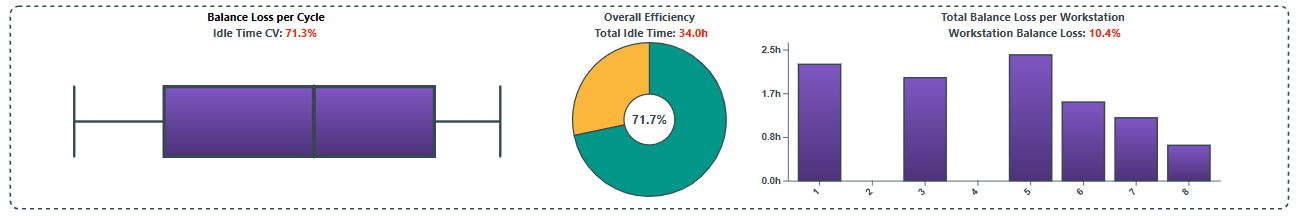 Balance Loss per Cycle
Idle Time CV: 71.3%
Overall Efficiency
Total Idle Time: 34.0h
71.7%
Total Balance Loss per Workstation
Workstation Balance Loss: 10.4%
2.5h
1.7h
0.8h
0.0h
1 2 3 4 5 6 7 8